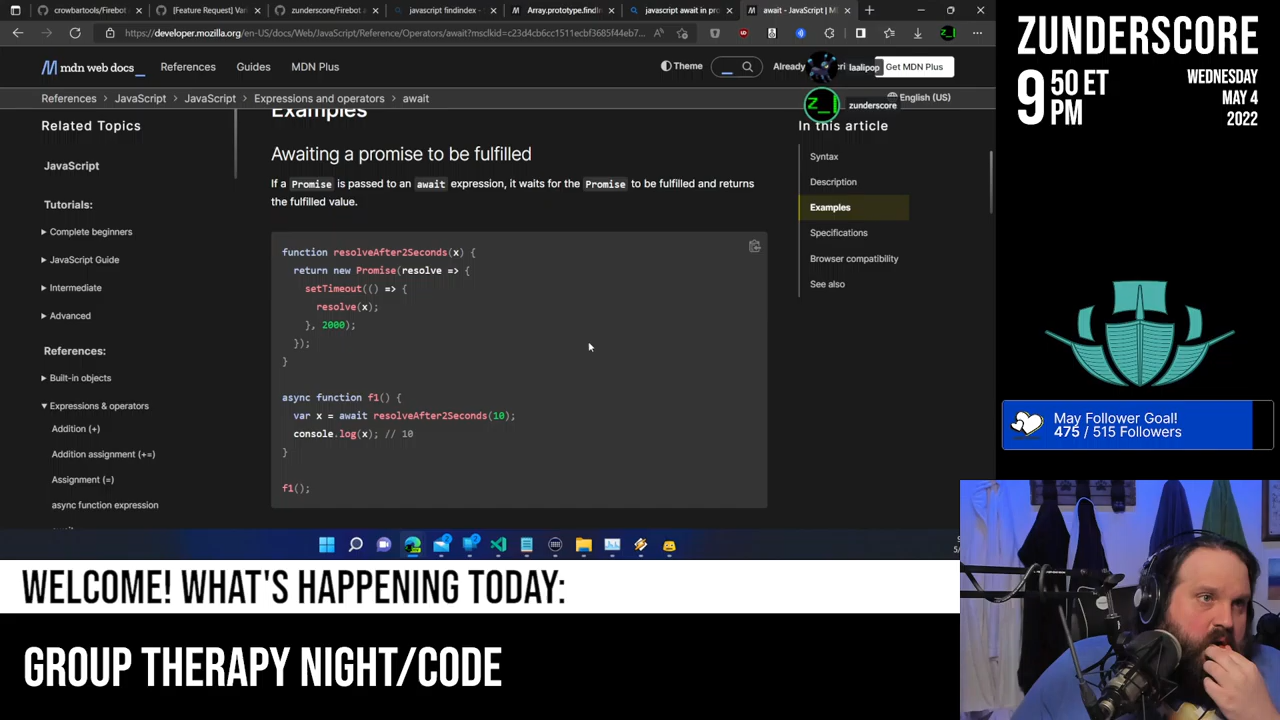 crowbartools/Firebot
[Feature Request] Vari
zunderscore/Firebot
javascript findindex -
Array.prototype.findIn
javascript await in pro
await - JavaScript | M
https://developer.mozilla.org/en-US/docs/Web/JavaScript/Reference/Operators/await?msclkid=c23d4cb6cc1511ecbf3685f44eb7...
mdn web docs_
References
Guides
MDN Plus
Theme
Already
laalipop
Get MDN Plus
References
JavaScript
JavaScript
Expressions and operators
await
zunderscore
English (US)
Related Topics
JavaScript
Tutorials:
Complete beginners
JavaScript Guide
Intermediate
Advanced
References:
Built-in objects
Expressions & operators
Addition (+)
Addition assignment (+=)
Assignment (=)
async function expression
Examples
Awaiting a promise to be fulfilled
If a Promise is passed to an await expression, it waits for the Promise to be fulfilled and returns
the fulfilled value.
function resolveAfter2Seconds(x) {
return new Promise(resolve => {
setTimeout(() => {
resolve(x);
}, 2000);
});
}
async function f1() {
var x = await resolveAfter2Seconds(10);
console.log(x); // 10
}
f1();
In this article
Syntax
Description
Examples
Specifications
Browser compatibility
See also
ZUNDERSCORE
9 50 ET
PM
WEDNESDAY
MAY 4
2022
May Follower Goal!
475 / 515 Followers
WELCOME! WHAT'S HAPPENING TODAY:
GROUP THERAPY NIGHT/CODE